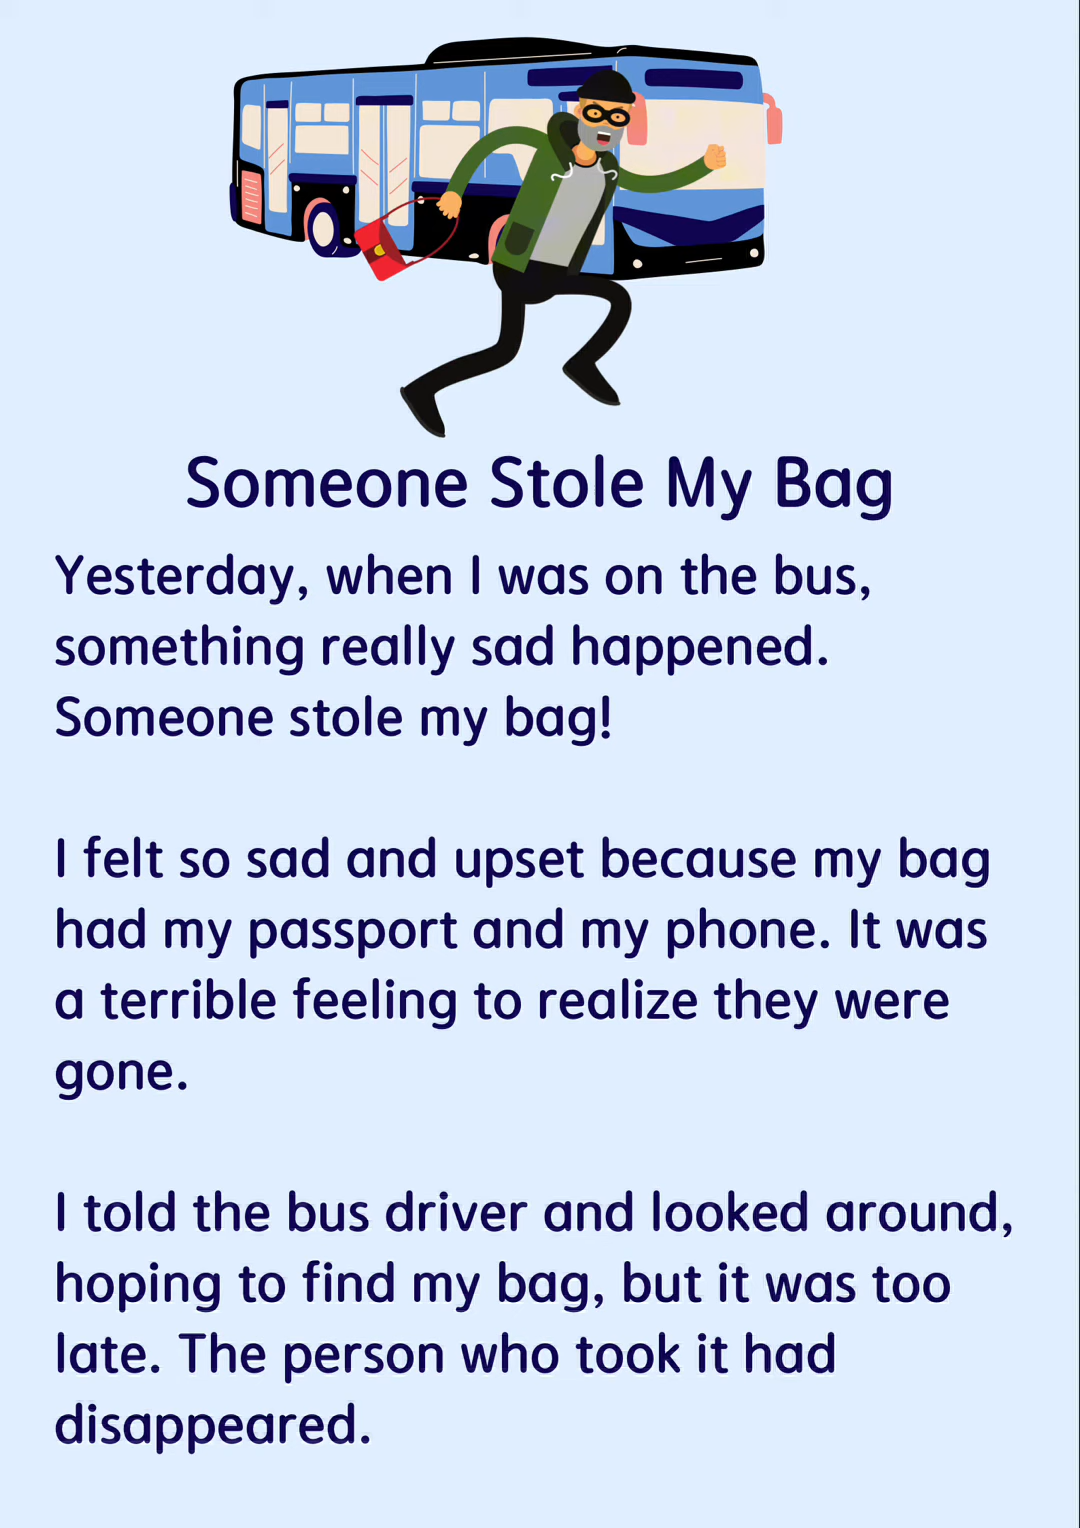 Someone Stole My Bag
Yesterday, when I was on the bus,
something really sad happened.
Someone stole my bag!
I felt so sad and upset because my bag
had my passport and my phone. It was
a terrible feeling to realize they were
gone.
I told the bus driver and looked around,
hoping to find my bag, but it was too
late. The person who took it had
disappeared.